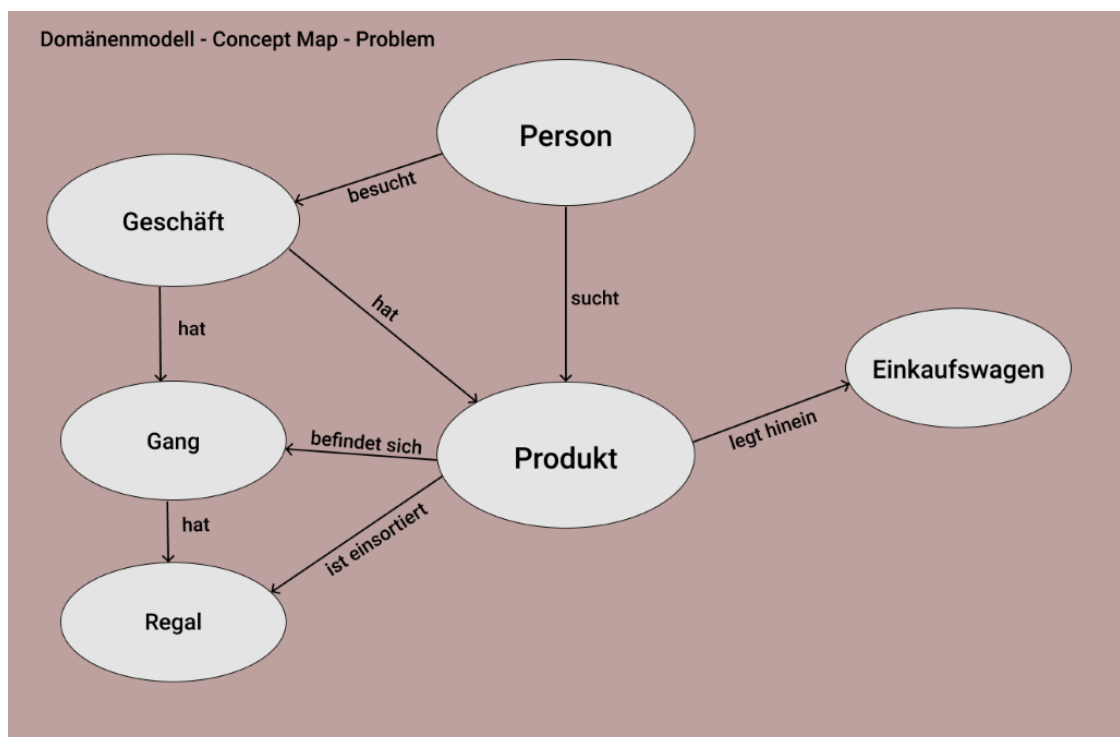 Domänenmodell - Concept Map - Problem
Person
besucht
Geschäft
hat
sucht
hat
Einkaufswagen
legt hinein
Gang
befindet sich
Produkt
hat
ist einsortiert
Regal